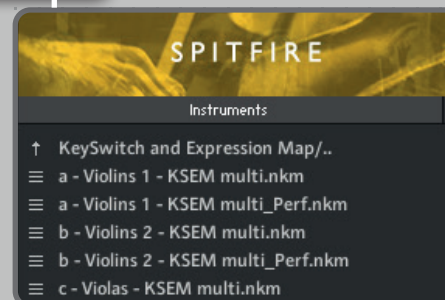 SPITFIRE
Instruments
↑ KeySwitch and Expression Map/..
a - Violins 1 - KSEM multi.nkm
a - Violins 1 - KSEM multi_Perf.nkm
b - Violins 2 - KSEM multi.nkm
b - Violins 2 - KSEM multi_Perf.nkm
c - Violas - KSEM multi.nkm